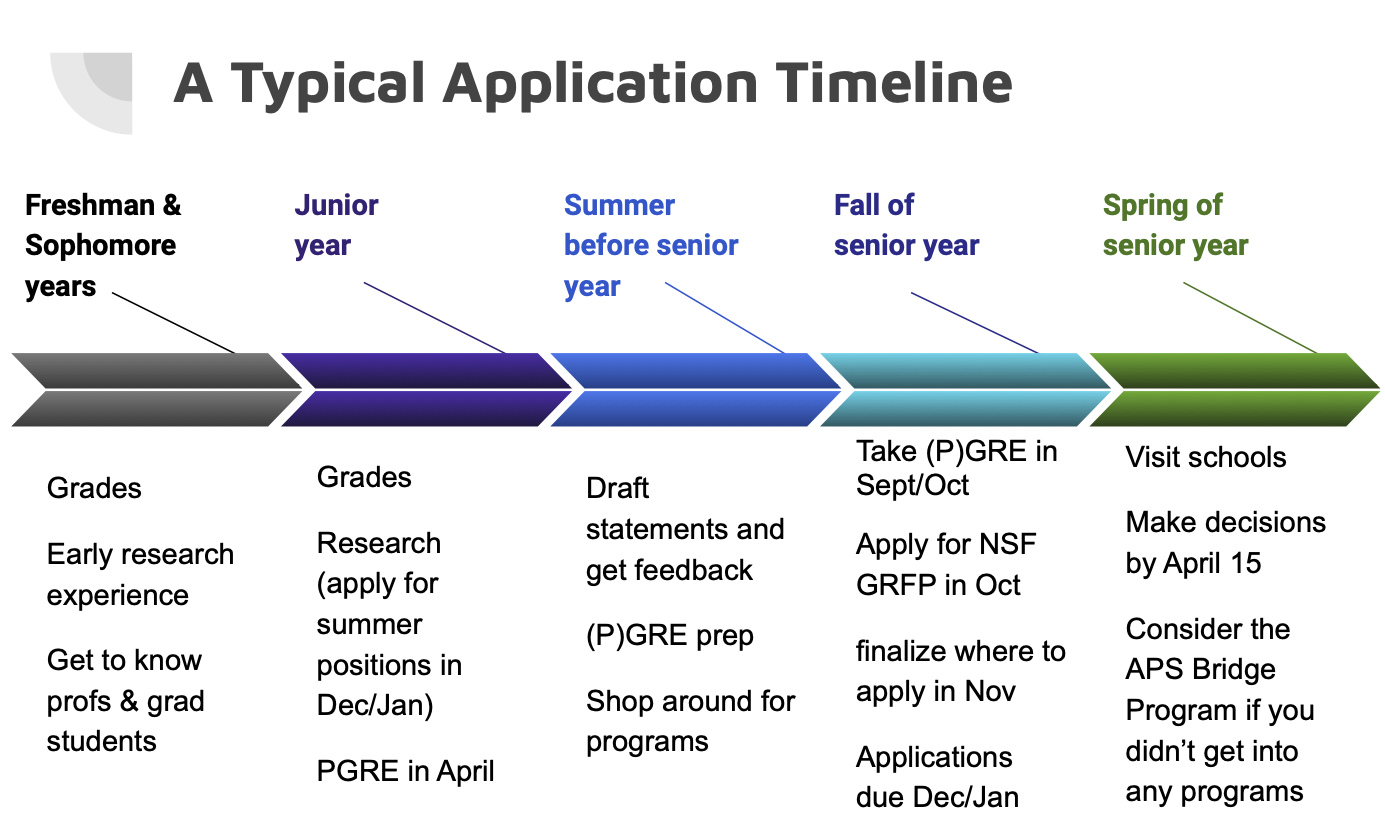 A Typical Application Timeline
Freshman &
Sophomore
years
Junior
year
Summer
before senior
year
Fall of
senior year
Spring of
senior year
Grades
Early research
experience
Get to know
profs & grad
students
Grades
Research
(apply for
summer
positions in
Dec/Jan)
PGRE in April
Draft
statements and
get feedback
(P)GRE prep
Shop around for
programs
Take (P)GRE in
Sept/Oct
Apply for NSF
GRFP in Oct
finalize where to
apply in Nov
Applications
due Dec/Jan
Visit schools
Make decisions
by April 15
Consider the
APS Bridge
Program if you
didn’t get into
any programs